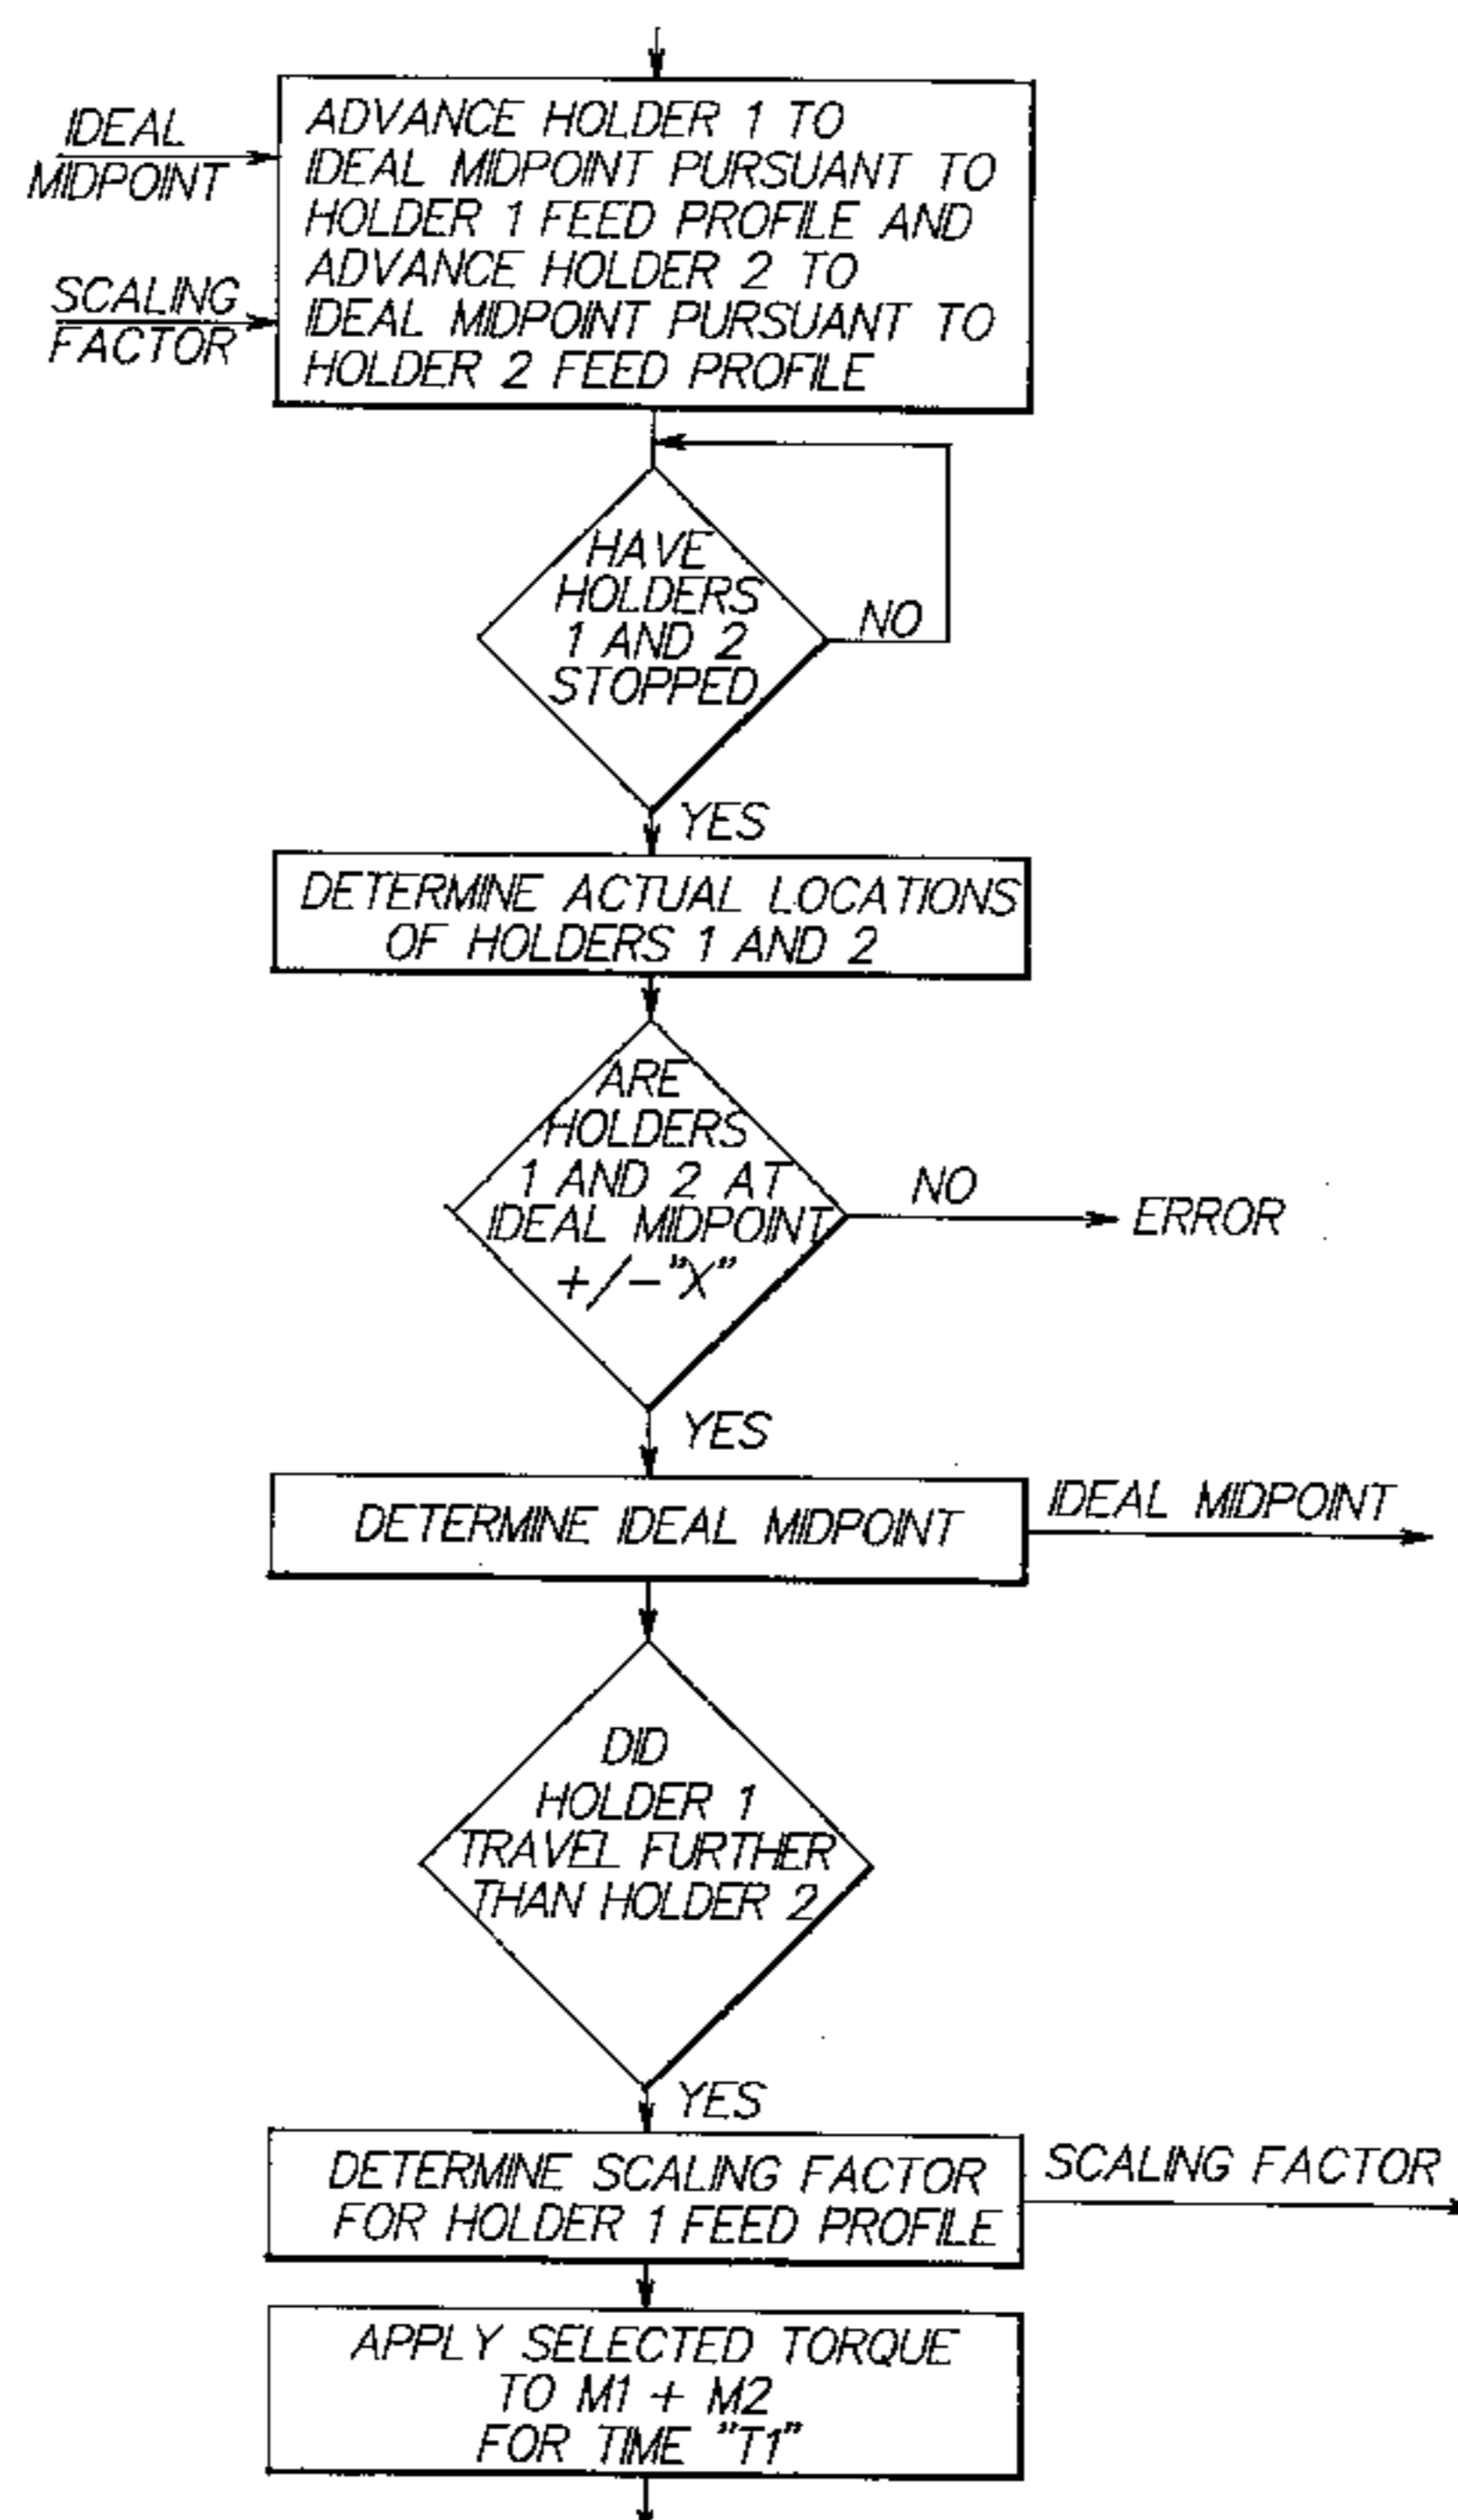 IDEAL
MIDPOINT
SCALING
FACTOR
ADVANCE HOLDER 1 TO
IDEAL MIDPOINT PURSUANT TO
HOLDER 1 FEED PROFILE AND
ADVANCE HOLDER 2 TO
IDEAL MIDPOINT PURSUANT TO
HOLDER 2 FEED PROFILE
HAVE
HOLDERS
1 AND 2
STOPPED
NO
YES
DETERMINE ACTUAL LOCATIONS
OF HOLDERS 1 AND 2
ARE
HOLDERS
1 AND 2 AT
IDEAL MIDPOINT
+/-"X"
NO
ERROR
YES
DETERMINE IDEAL MIDPOINT
IDEAL MIDPOINT
DID
HOLDER 1
TRAVEL FURTHER
THAN HOLDER 2
YES
DETERMINE SCALING FACTOR
FOR HOLDER 1 FEED PROFILE
SCALING FACTOR
APPLY SELECTED TORQUE
TO M1 + M2
FOR TIME "T1"